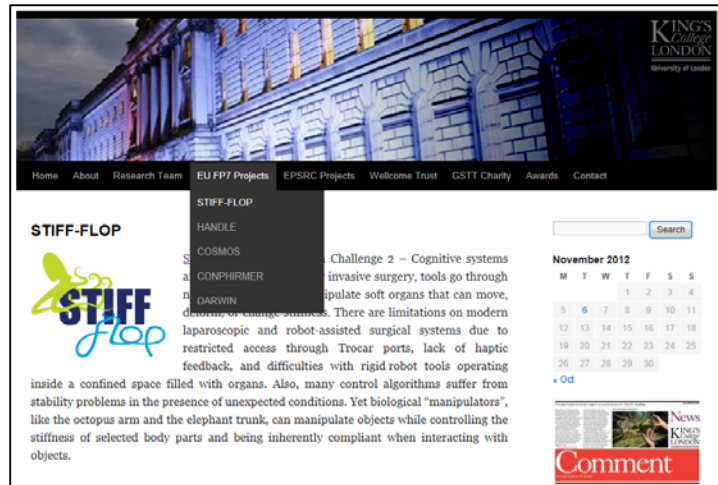 KING'S
College
LONDON
University of London
Home About Research Team EU FP7 Projects EPSRC Projects Wellcome Trust GSTT Charity Awards Contact
STIFF-FLOP
HANDLE
COSMOS
CONPHIRMER
DARWIN
STIFF-FLOP
STIFF
FLOP
S Challenge 2 – Cognitive systems
a invasive surgery, tools go through
n ipulate soft organs that can move,
deform, or change stiffness. There are limitations on modern
laparoscopic and robot-assisted surgical systems due to
restricted access through Trocar ports, lack of haptic
feedback, and difficulties with rigid robot tools operating
inside a confined space filled with organs. Also, many control algorithms suffer from
stability problems in the presence of unexpected conditions. Yet biological “manipulators”,
like the octopus arm and the elephant trunk, can manipulate objects while controlling the
stiffness of selected body parts and being inherently compliant when interacting with
objects.
Search
November 2012
M T W T F S S
1 2 3 4
5 6 7 8 9 10 11
12 13 14 15 16 17 18
19 20 21 22 23 24 25
26 27 28 29 30
« Oct
News
KING'S
College
LONDON
Comment